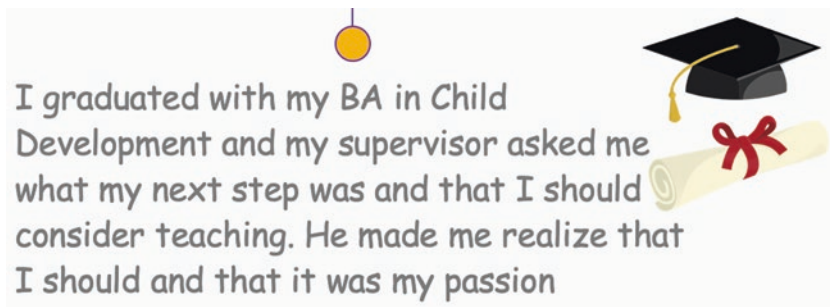 I graduated with my BA in Child
Development and my supervisor asked me
what my next step was and that I should
consider teaching. He made me realize that
I should and that it was my passion